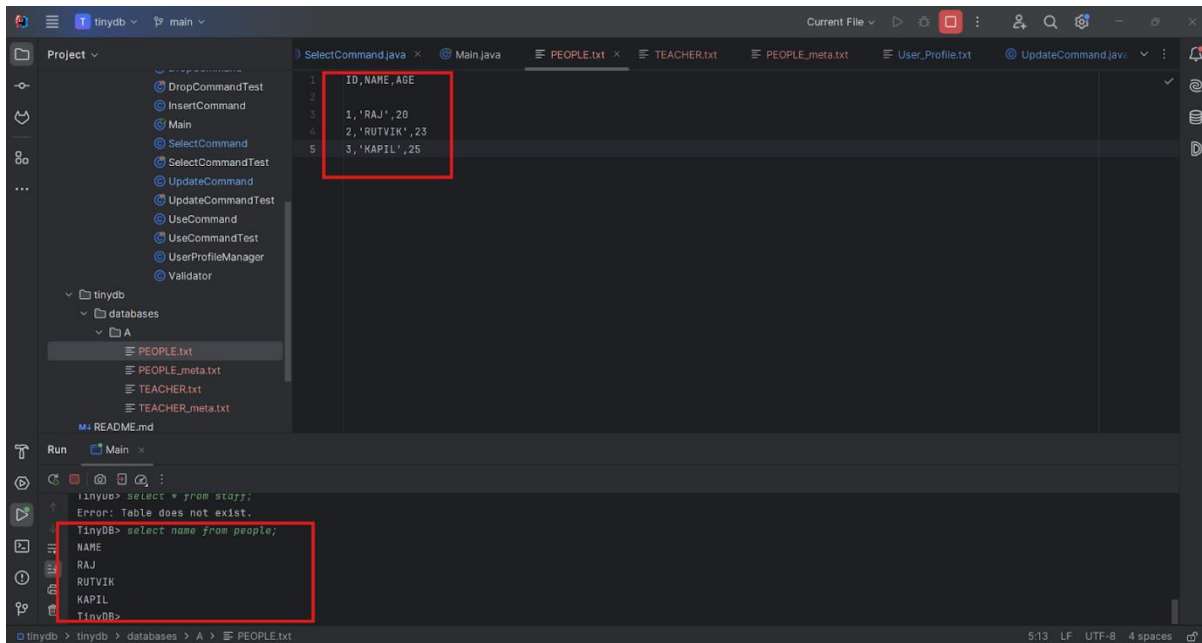 T tinydb main Current File
Project
SelectCommand.java Main.java PEOPLE.txt TEACHER.txt PEOPLE_meta.txt User_Profile.txt UpdateCommand.java
DropCommandTest
InsertCommand
Main
SelectCommand
SelectCommandTest
UpdateCommand
UpdateCommandTest
UseCommand
UseCommandTest
UserProfileManager
Validator
tinydb
databases
A
PEOPLE.txt
PEOPLE_meta.txt
TEACHER.txt
TEACHER_meta.txt
M↓ README.md
1 ID,NAME,AGE
2
3 1,'RAJ',20
4 2,'RUTVIK',23
5 3,'KAPIL',25
Run Main
TinyDB> select * from staff;
Error: Table does not exist.
TinyDB> select name from people;
NAME
RAJ
RUTVIK
KAPIL
TinyDB>
tinydb > tinydb > databases > A > PEOPLE.txt 5:13 LF UTF-8 4 spaces